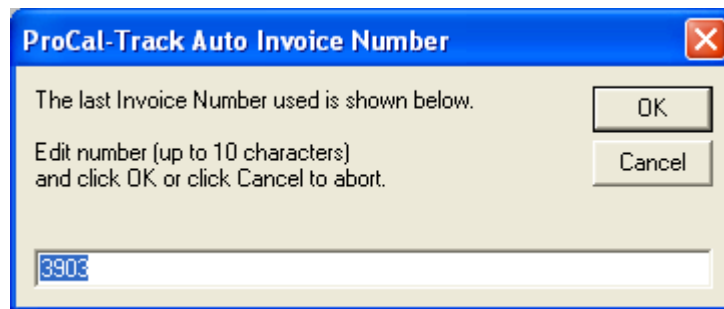 ProCal-Track Auto Invoice Number
The last Invoice Number used is shown below.
OK
Edit number (up to 10 characters)
and click OK or click Cancel to abort.
Cancel
3903